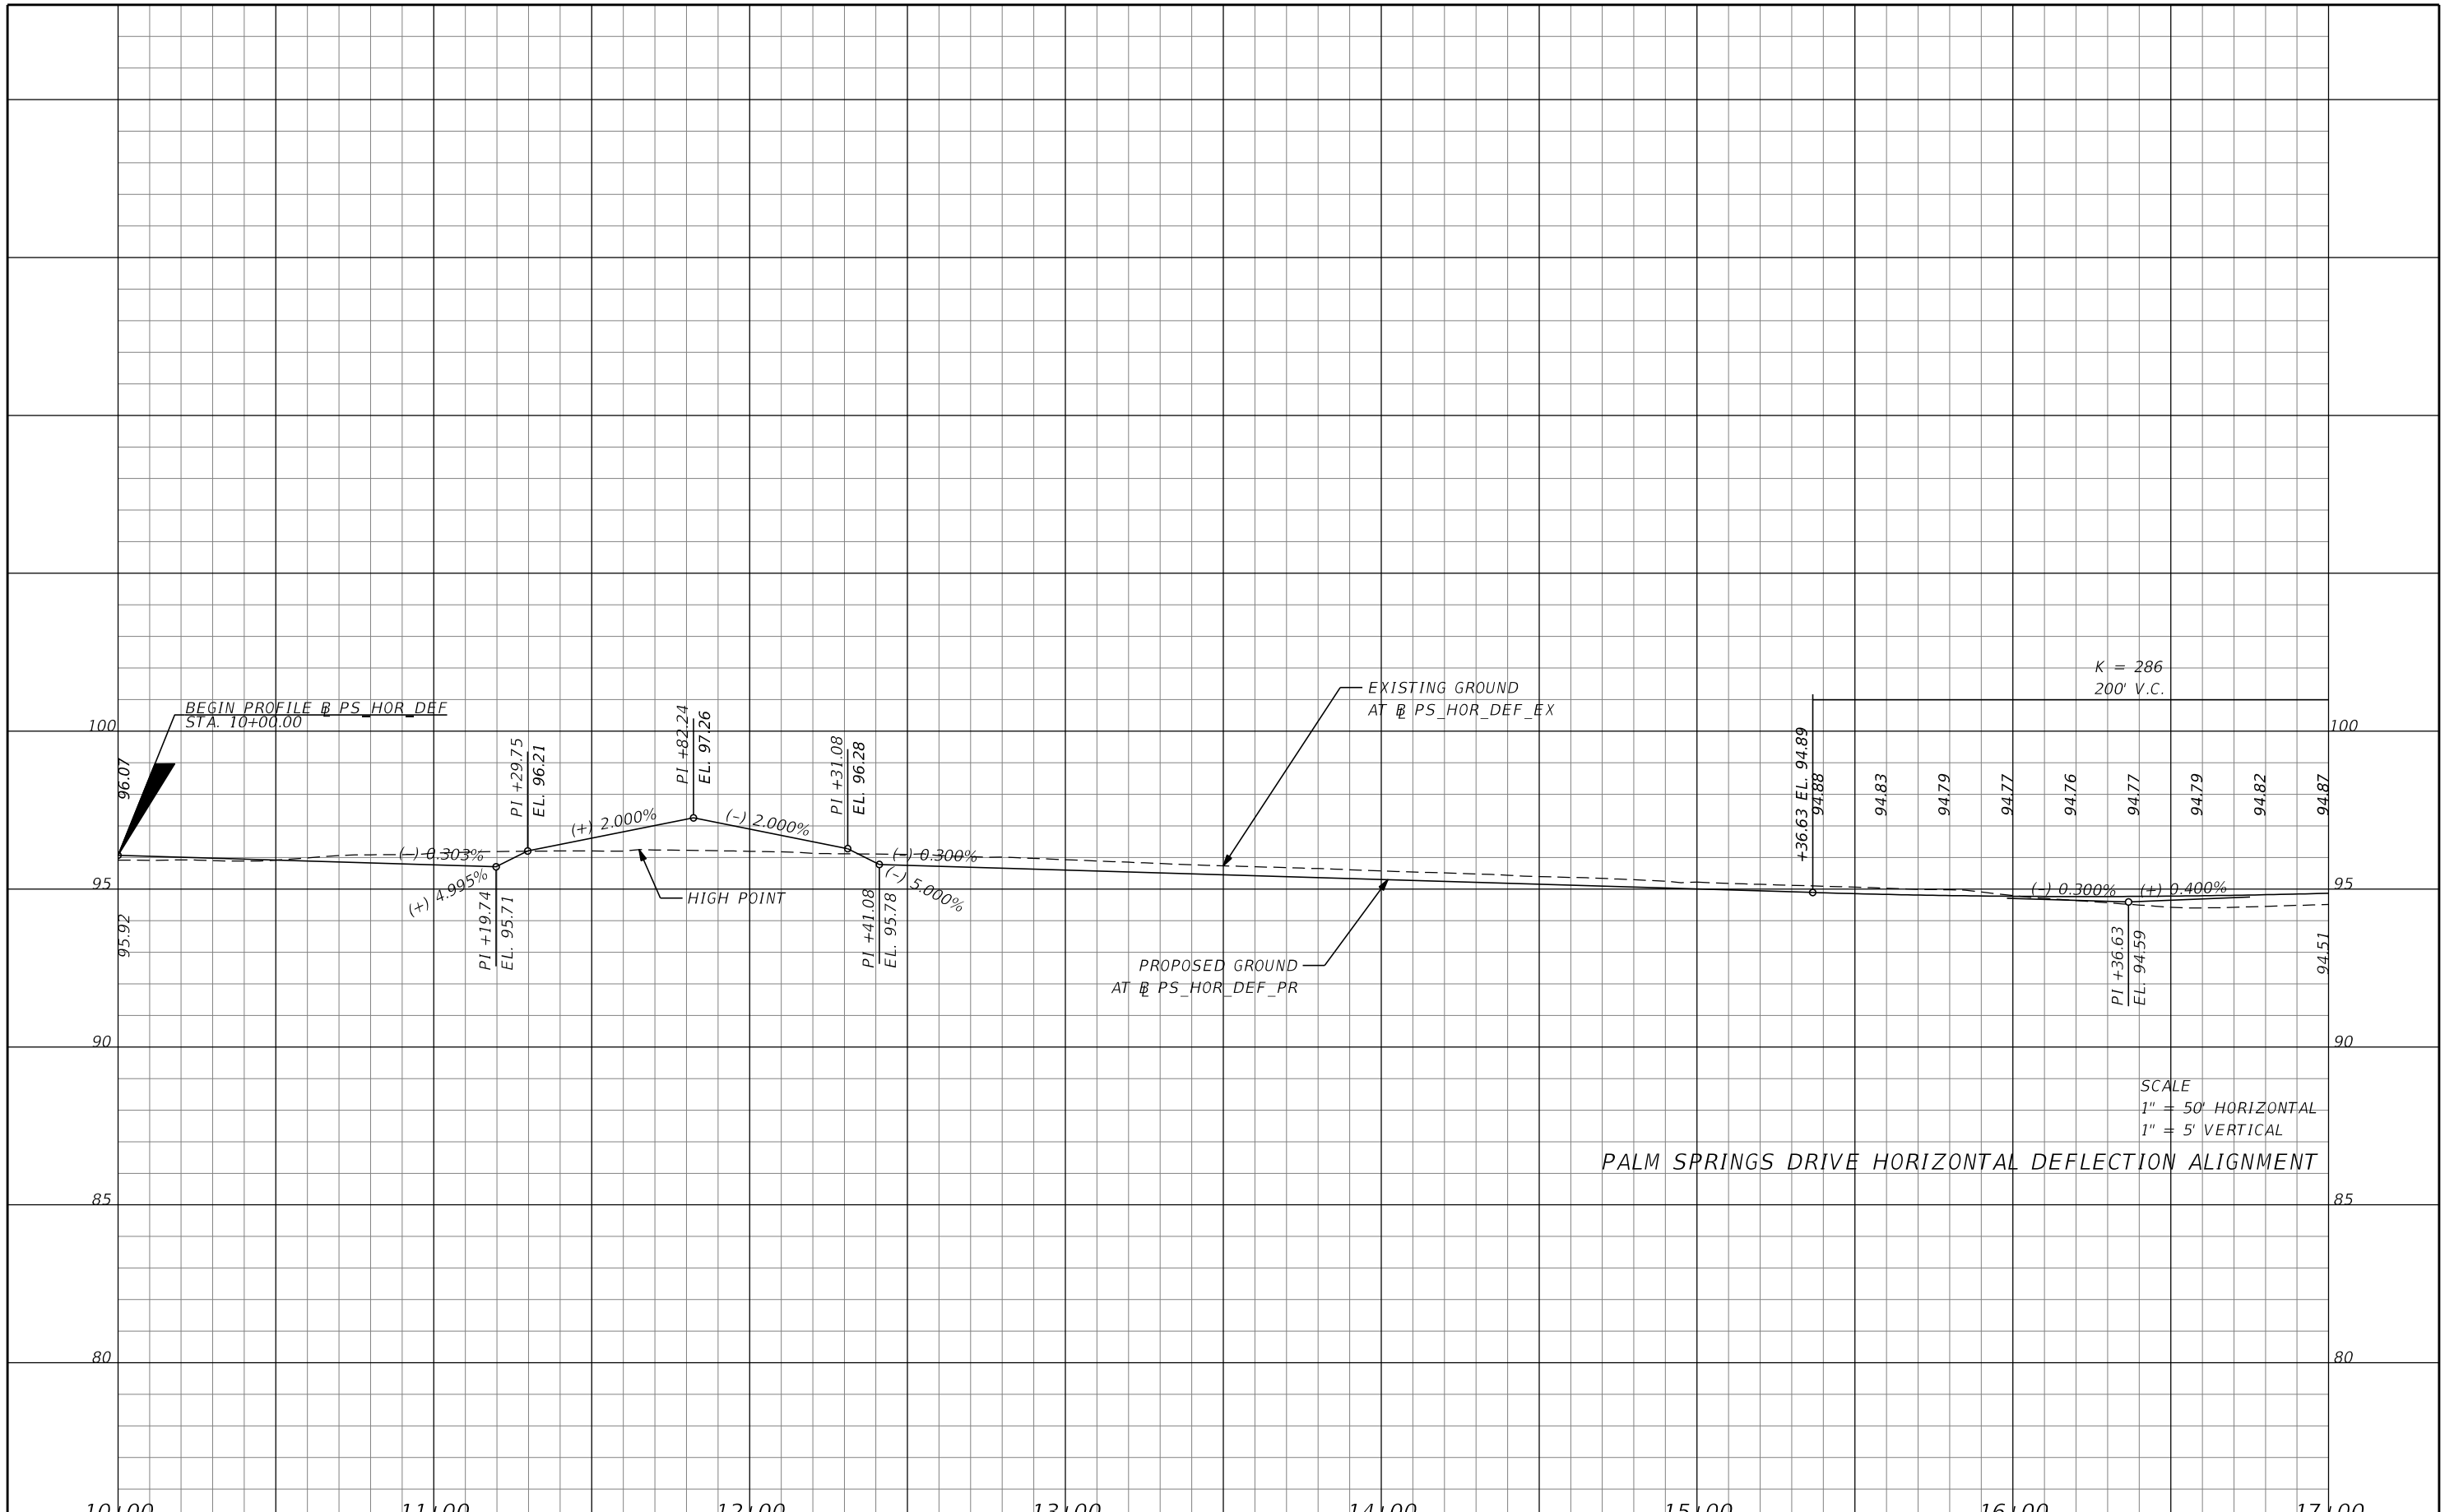 K = 286
200' V.C.
EXISTING GROUND
AT BL PS_HOR_DEF_EX
BEGIN PROFILE BL PS_HOR_DEF
STA. 10+00.00
100
100
96.07
PI +29.75
EL. 96.21
PI +82.24
EL. 97.26
PI +31.08
EL. 96.28
+36.63 EL. 94.89
94.88
94.83
94.79
94.77
94.76
94.77
94.79
94.82
94.87
(-) 0.303%
(+) 4.995%
(+) 2.000%
(-) 2.000%
(-) 0.300%
(-) 5.000%
(-) 0.300%
(+) 0.400%
95
95
HIGH POINT
95.92
PI +19.74
EL. 95.71
PI +41.08
EL. 95.78
PI +36.63
EL. 94.59
94.51
PROPOSED GROUND
AT BL PS_HOR_DEF_PR
90
90
SCALE
1" = 50' HORIZONTAL
1" = 5' VERTICAL
PALM SPRINGS DRIVE HORIZONTAL DEFLECTION ALIGNMENT
85
85
80
80
10+00
11+00
12+00
13+00
14+00
15+00
16+00
17+00